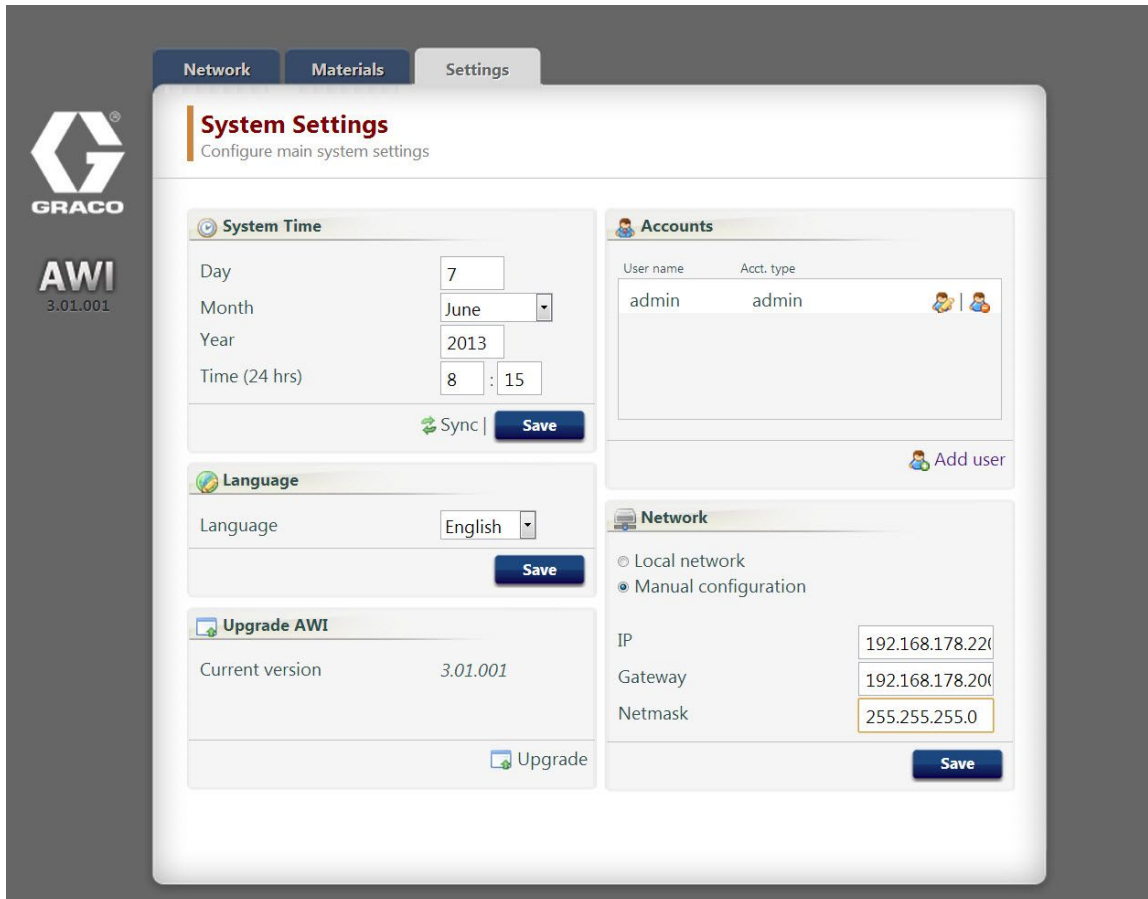 Network Materials Settings
GRACO
®
AWI
3.01.001
System Settings
Configure main system settings
System Time
Day 7
Month June
Year 2013
Time (24 hrs) 8 : 15
Sync | Save
Language
Language English
Save
Upgrade AWI
Current version 3.01.001
Upgrade
Accounts
User name Acct. type
admin admin |
Add user
Network
Local network
Manual configuration
IP 192.168.178.220
Gateway 192.168.178.200
Netmask 255.255.255.0
Save